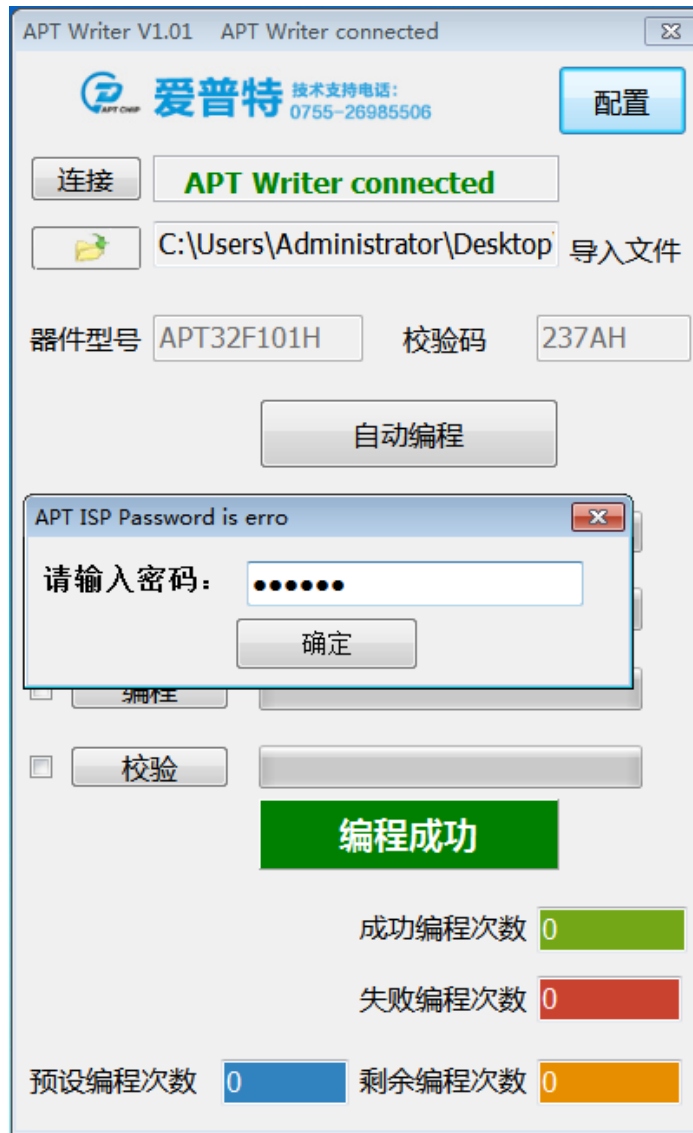 APT Writer V1.01 APT Writer connected
APT CHIP 爱普特 技术支持电话:
0755-26985506
配置
连接 APT Writer connected
C:\Users\Administrator\Desktop 导入文件
器件型号 APT32F101H 校验码 237AH
自动编程
APT ISP Password is erro
请输入密码: ●●●●●●
确定
编程
校验
编程成功
成功编程次数 0
失败编程次数 0
预设编程次数 0 剩余编程次数 0